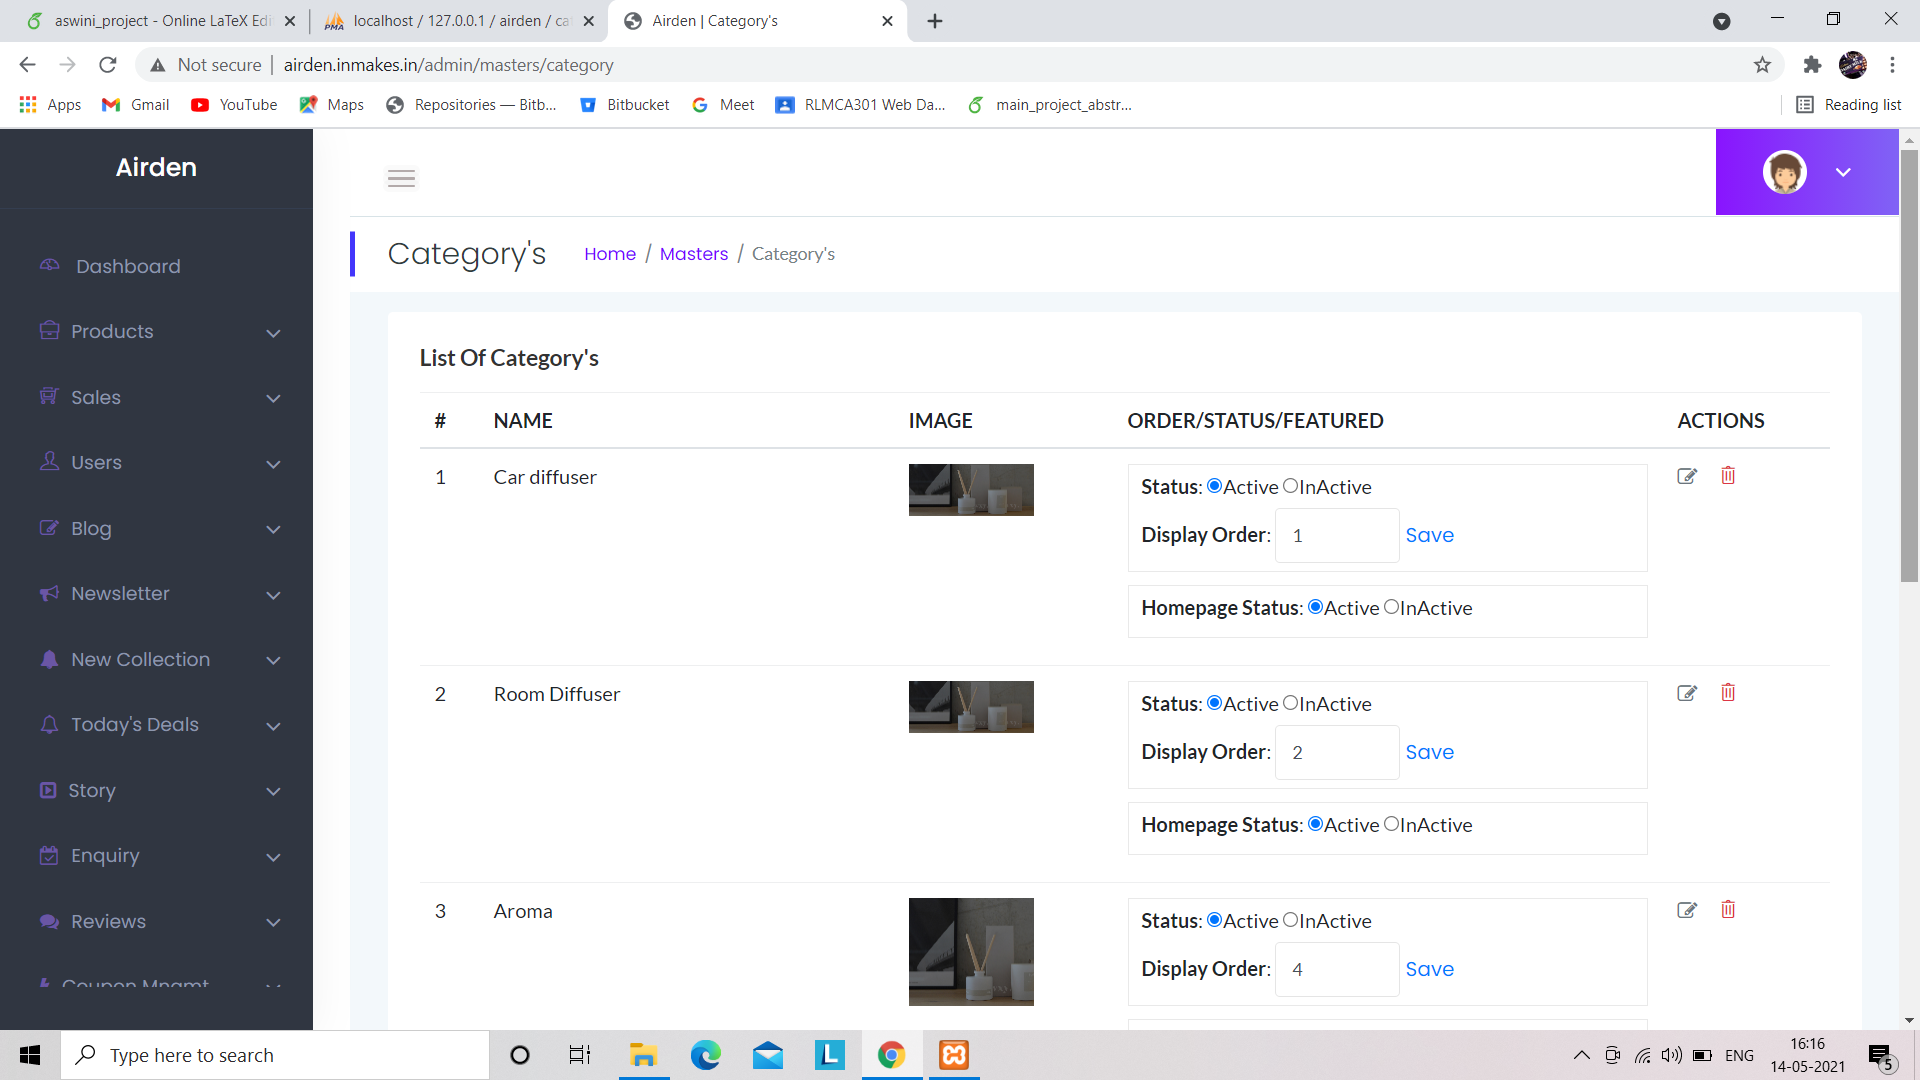 aswini_project - Online LaTeX Edi
localhost / 127.0.0.1 / airden / ca
Airden | Category's
Not secure | airden.inmakes.in/admin/masters/category
Apps Gmail YouTube Maps Repositories — Bitb... Bitbucket Meet RLMCA301 Web Da... main_project_abstr... Reading list
Airden
Dashboard
Products
Sales
Users
Blog
Newsletter
New Collection
Today's Deals
Story
Enquiry
Reviews
Coupon Mngmt
Category's Home / Masters / Category's
List Of Category's
# NAME IMAGE ORDER/STATUS/FEATURED ACTIONS
1 Car diffuser Status: Active InActive
Display Order: 1 Save
Homepage Status: Active InActive
2 Room Diffuser Status: Active InActive
Display Order: 2 Save
Homepage Status: Active InActive
3 Aroma Status: Active InActive
Display Order: 4 Save
Type here to search
ENG
16:16
14-05-2021
5